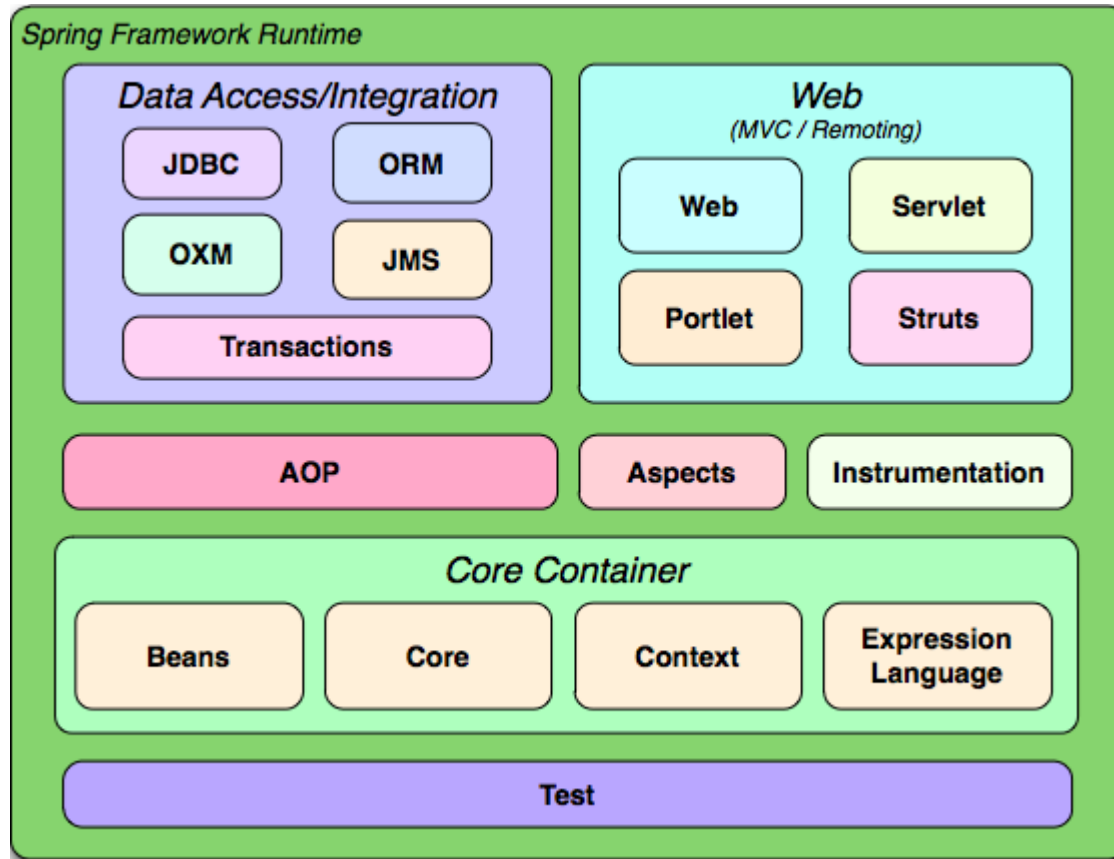 Spring Framework Runtime
Data Access/Integration
JDBC
ORM
OXM
JMS
Transactions
Web
(MVC / Remoting)
Web
Servlet
Portlet
Struts
AOP
Aspects
Instrumentation
Core Container
Beans
Core
Context
Expression
Language
Test